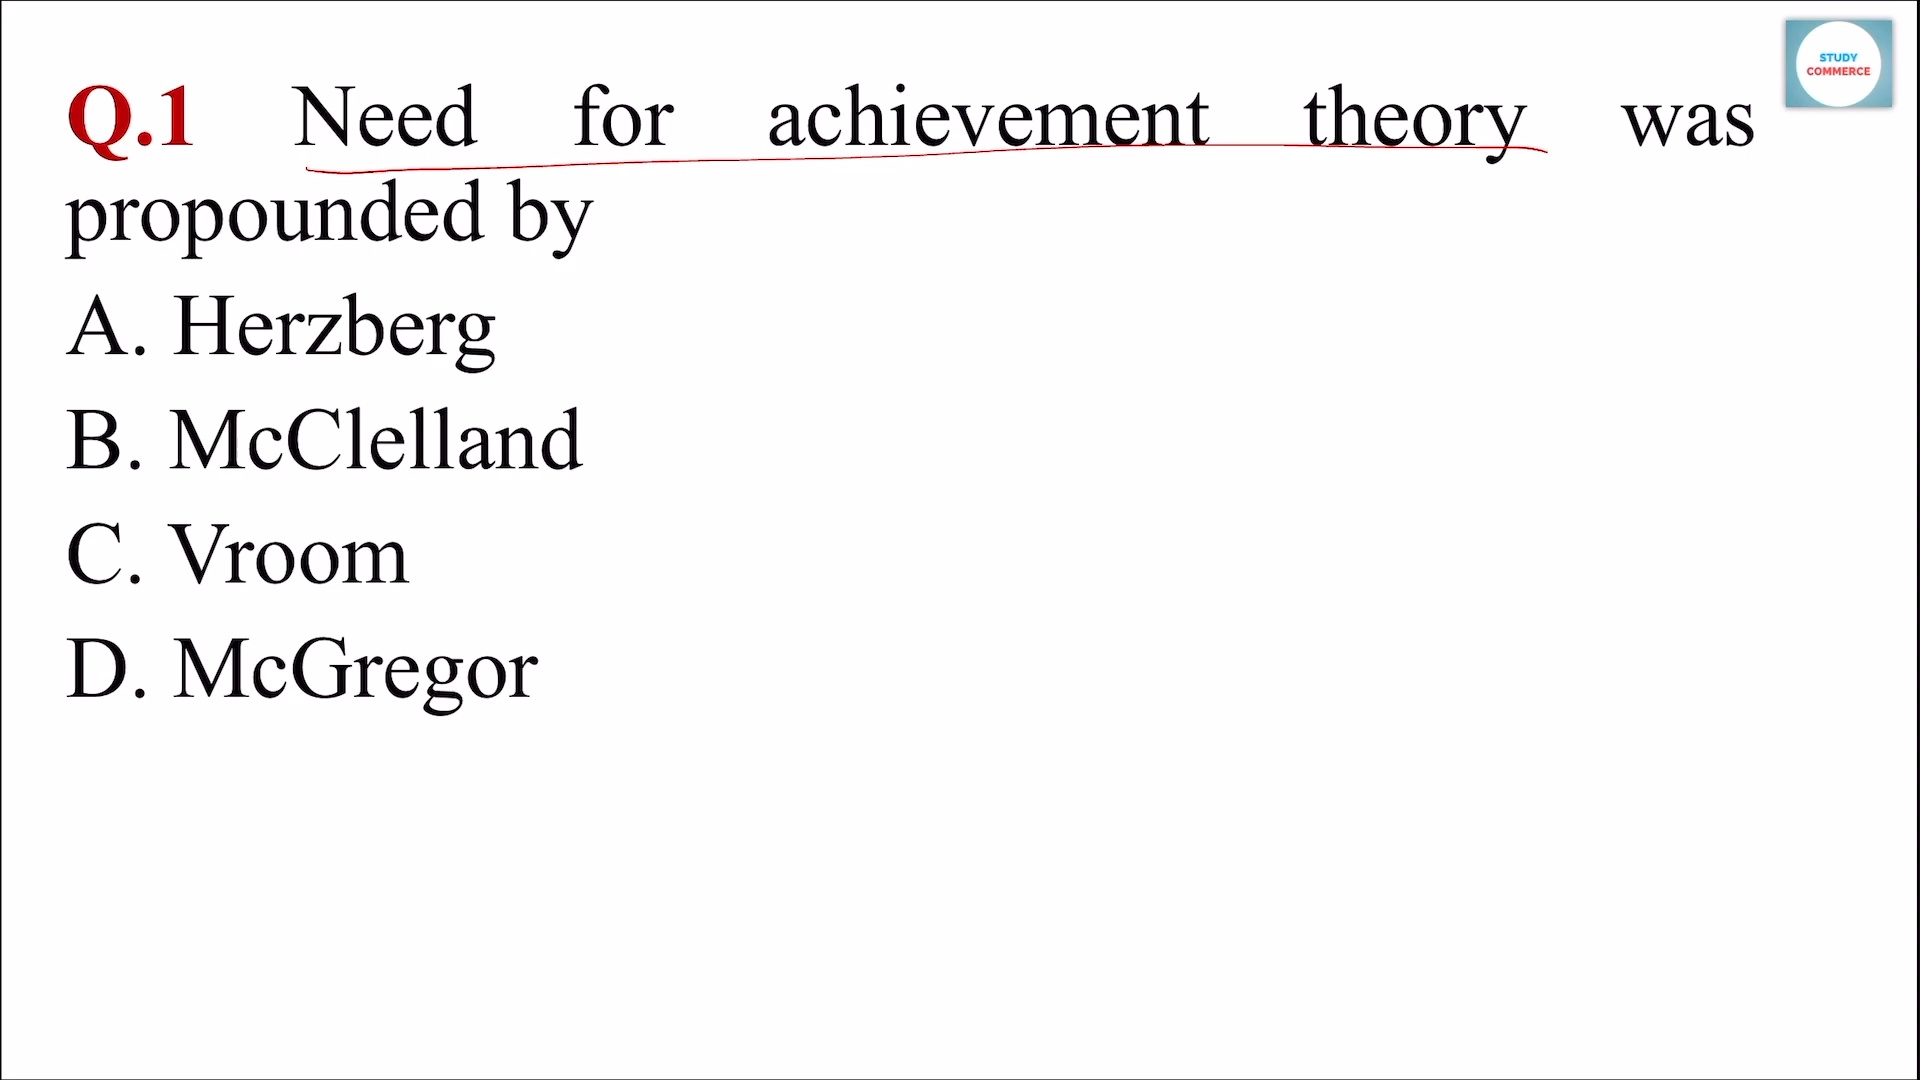 STUDY
COMMERCE
Q.1 Need for achievement theory was
propounded by
A. Herzberg
B. McClelland
C. Vroom
D. McGregor